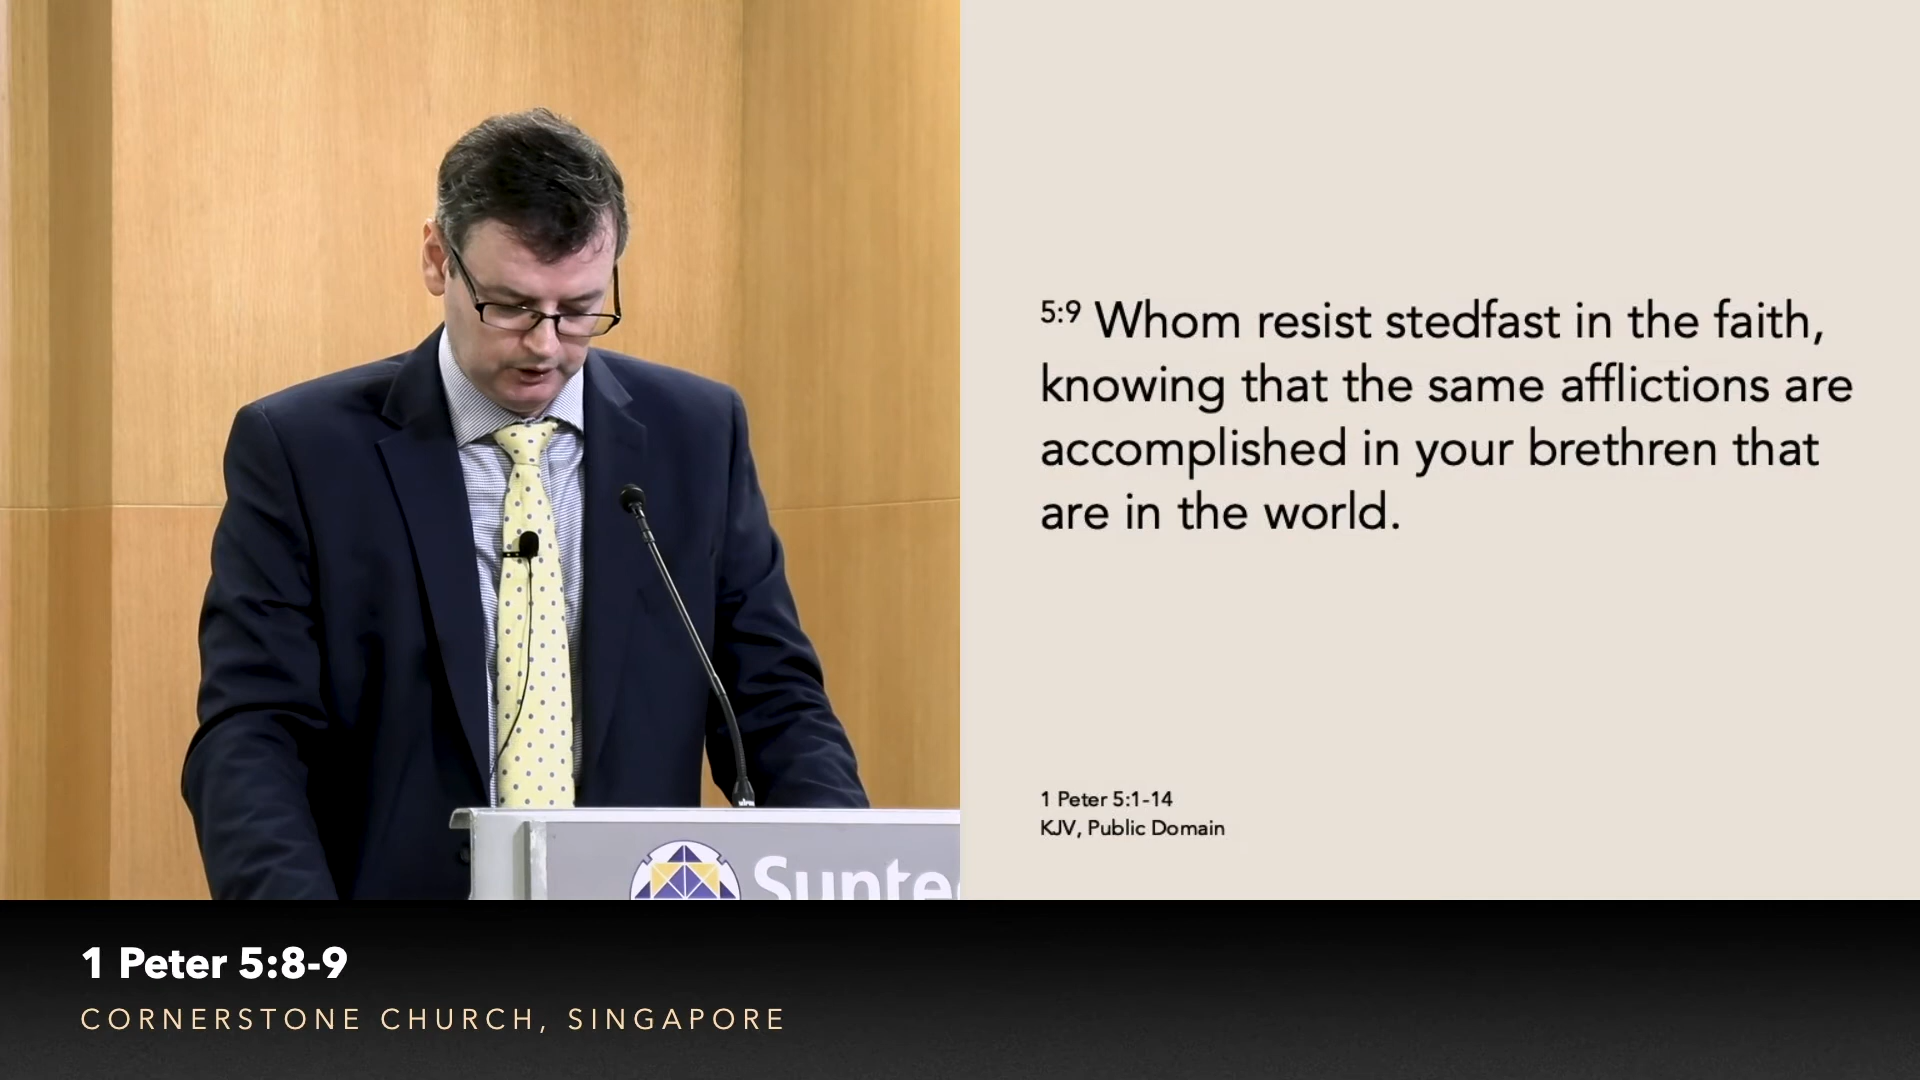 5:9 Whom resist stedfast in the faith,
knowing that the same afflictions are
accomplished in your brethren that
are in the world.
1 Peter 5:1-14
KJV, Public Domain
Sunte
1 Peter 5:8-9
CORNERSTONE CHURCH, SINGAPORE